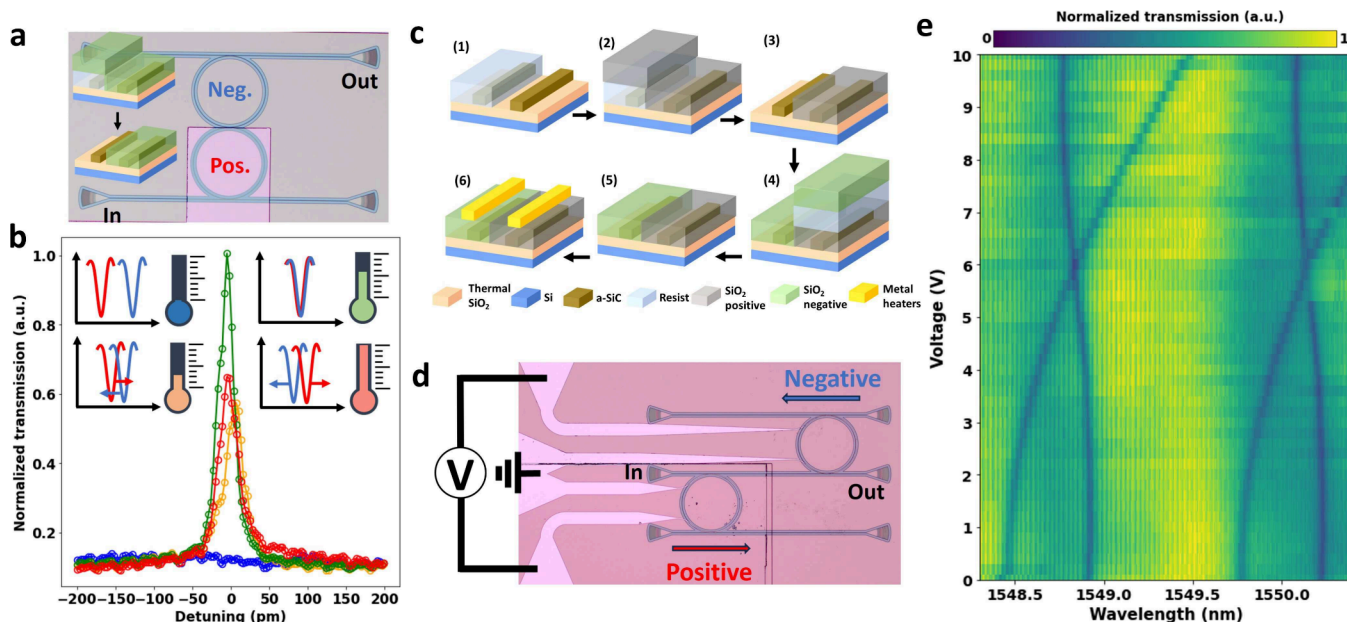 a
Neg.
Pos.
Out
In
b
Normalized transmission (a.u.)
1.0
0.8
0.6
0.4
0.2
−200
−150
−100
−50
0
50
100
150
200
Detuning (pm)
c
(1)
(2)
(3)
(6)
(5)
(4)
Thermal
SiO2
Si
a-SiC
Resist
SiO2
positive
SiO2
negative
Metal
heaters
d
V
Negative
In
Out
Positive
e
Normalized transmission (a.u.)
0
1
Voltage (V)
10
9
8
7
6
5
4
3
2
1
0
1548.5
1549.0
1549.5
1550.0
Wavelength (nm)